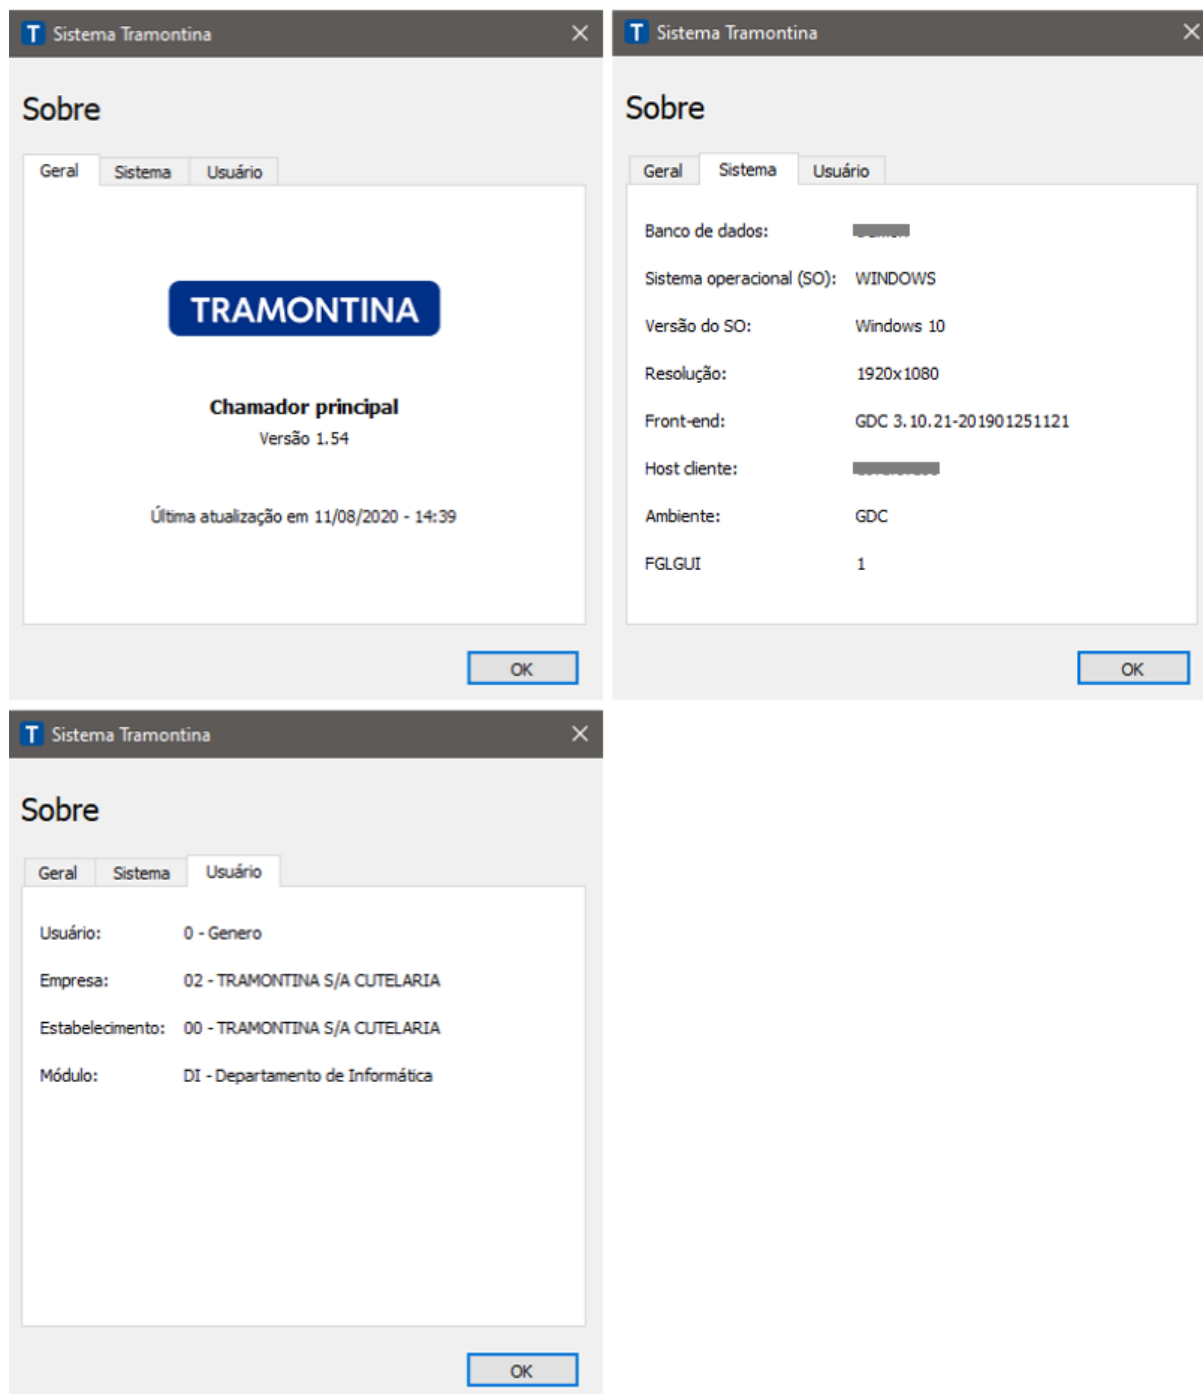 Sistema Tramontina
Sobre
Geral Sistema Usuário
TRAMONTINA
Chamador principal
Versão 1.54
Última atualização em 11/08/2020 - 14:39
OK
Sistema Tramontina
Sobre
Geral Sistema Usuário
Banco de dados:
Sistema operacional (SO): WINDOWS
Versão do SO: Windows 10
Resolução: 1920x1080
Front-end: GDC 3.10.21-201901251121
Host cliente:
Ambiente: GDC
FGLGUI 1
OK
Sistema Tramontina
Sobre
Geral Sistema Usuário
Usuário: 0 - Genero
Empresa: 02 - TRAMONTINA S/A CUTELARIA
Estabelecimento: 00 - TRAMONTINA S/A CUTELARIA
Módulo: DI - Departamento de Informática
OK